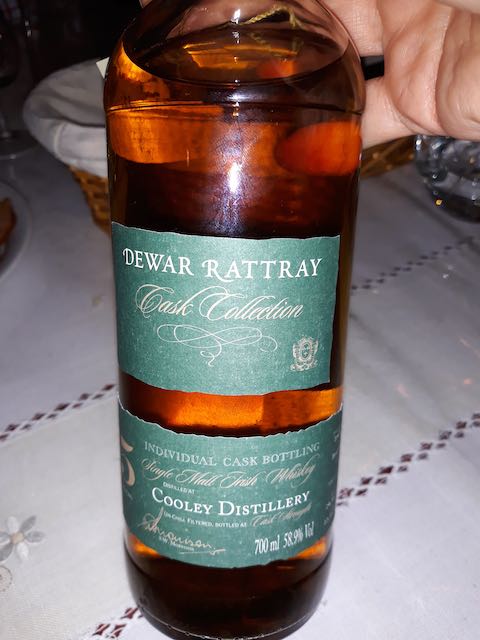 DEWAR RATTRAY
Cask Collection
5
INDIVIDUAL CASK BOTTLING
Single Malt Irish Whiskey
DISTILLED AT
COOLEY DISTILLERY
UN-CHILL FILTERED, BOTTLED AT Cask Strength
700 ml 58.9% Vol